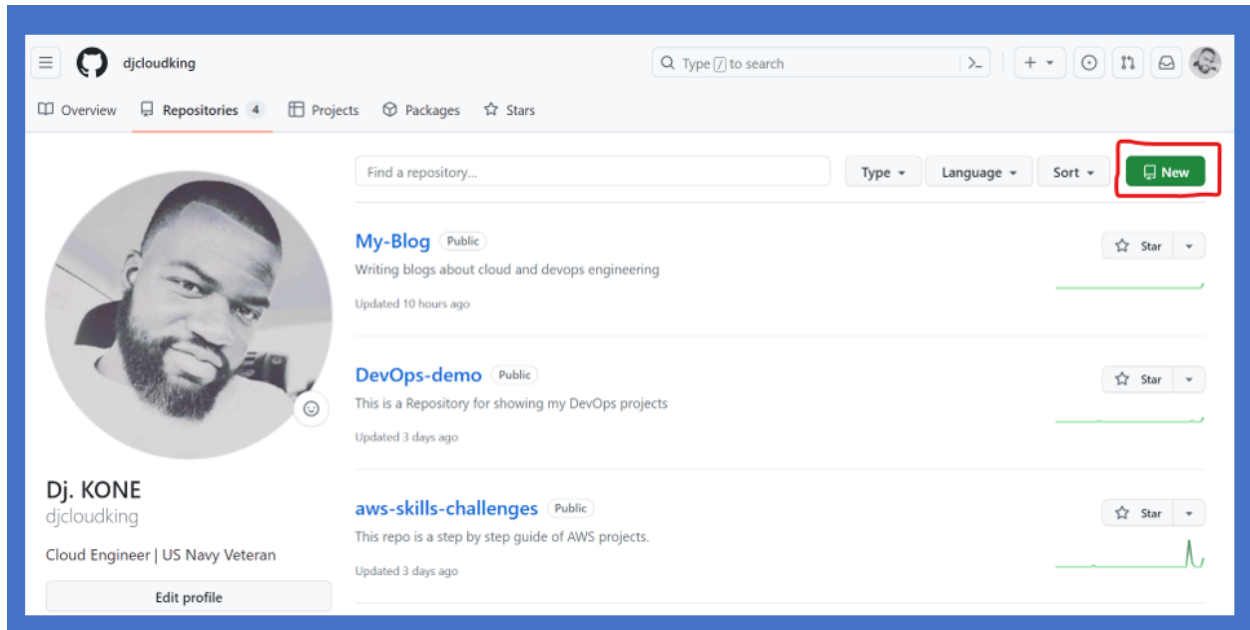 djcloudking
Type / to search
Overview Repositories 4 Projects Packages Stars
Find a repository... Type Language Sort New
My-Blog Public
Star
Writing blogs about cloud and devops engineering
Updated 10 hours ago
DevOps-demo Public
Star
This is a Repository for showing my DevOps projects
Updated 3 days ago
Dj. KONE
djcloudking
Cloud Engineer | US Navy Veteran
Edit profile
aws-skills-challenges Public
Star
This repo is a step by step guide of AWS projects.
Updated 3 days ago